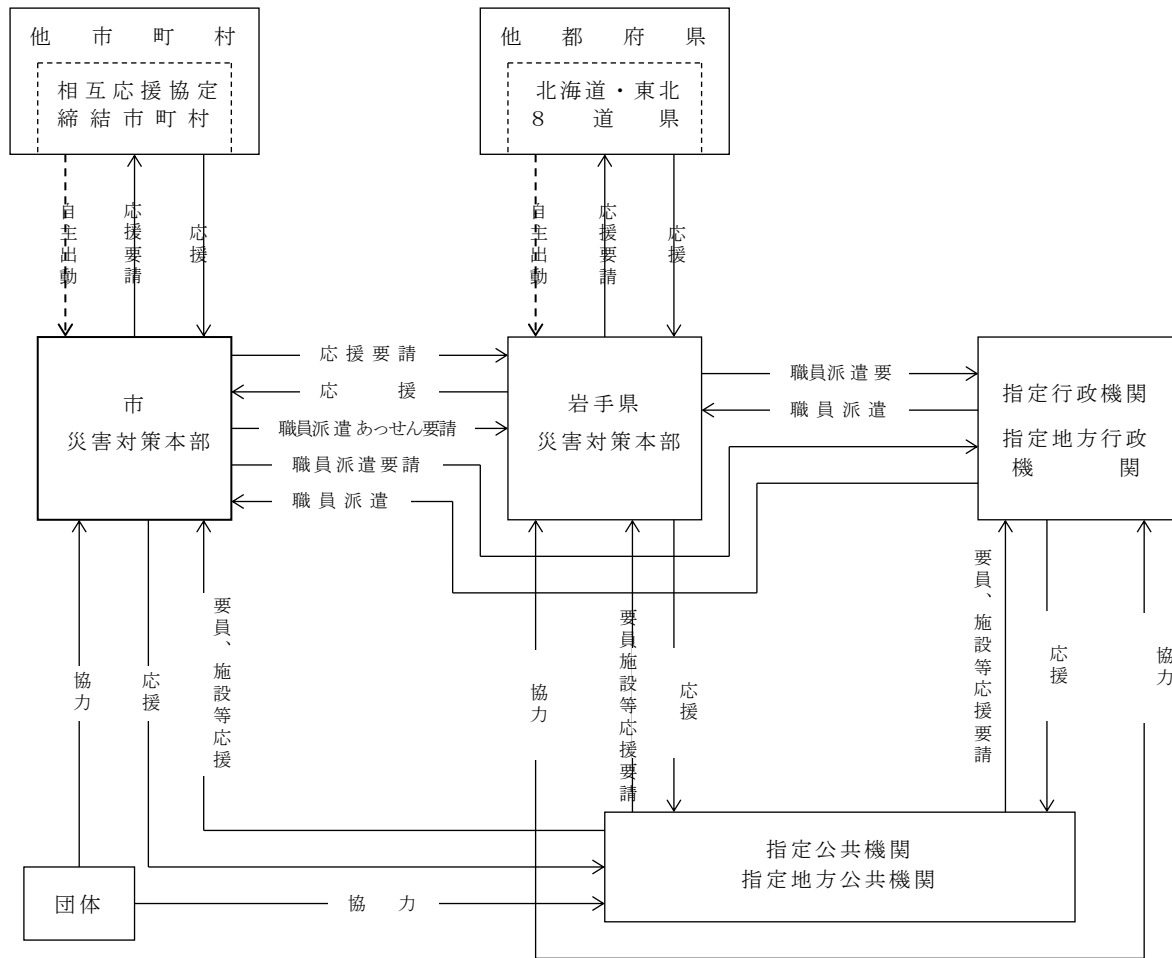 他市町村
相互応援協定
締結市町村
他都府県
北海道・東北
8道県
自主出動
応援要請
応援
自主出動
応援要請
応援
市
災害対策本部
応援要請
応援
職員派遣あっせん要請
職員派遣要請
職員派遣
岩手県
災害対策本部
職員派遣要
職員派遣
指定行政機関
指定地方行政
機関
協力
応援
要員、施設等応援
協力
要員施設等応援要請
応援
要員、施設等応援要請
応援
協力
指定公共機関
指定地方公共機関
団体
協力